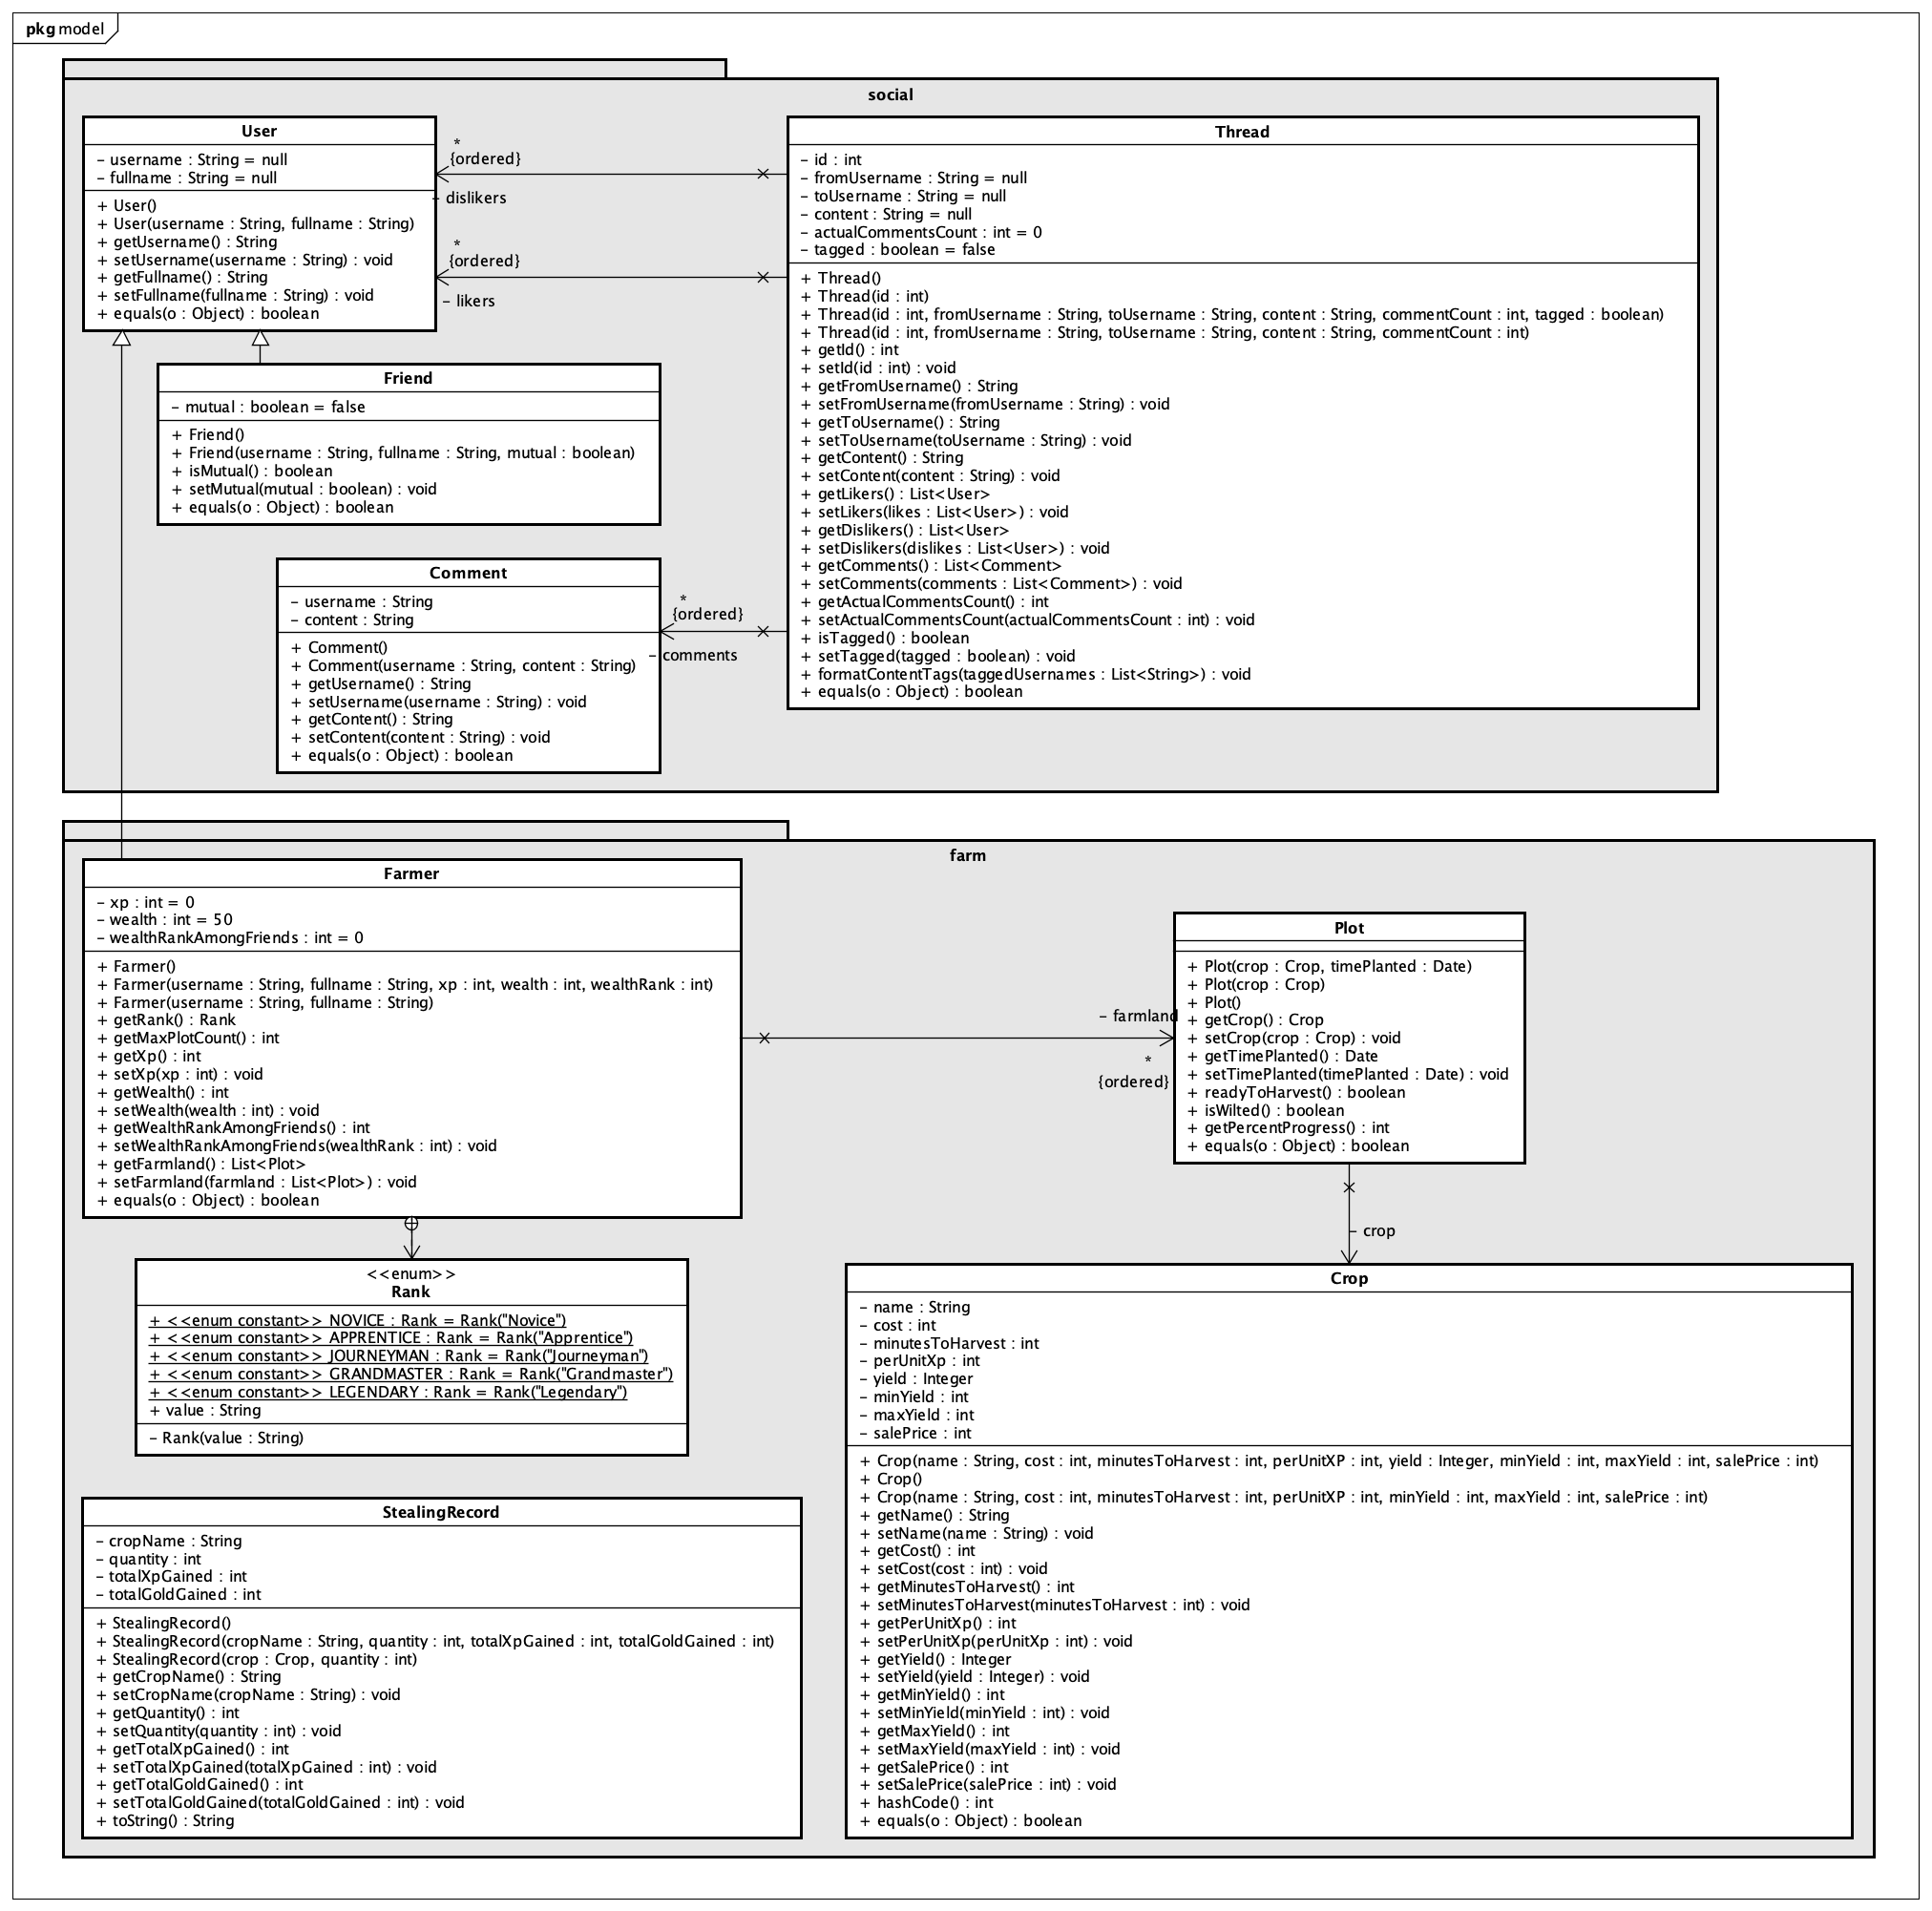 pkg model
social
User
– username : String = null
– fullname : String = null
+ User()
+ User(username : String, fullname : String)
+ getUsername() : String
+ setUsername(username : String) : void
+ getFullname() : String
+ setFullname(fullname : String) : void
+ equals(o : Object) : boolean
*
{ordered}
– dislikers
*
{ordered}
– likers
Thread
– id : int
– fromUsername : String = null
– toUsername : String = null
– content : String = null
– actualCommentsCount : int = 0
– tagged : boolean = false
+ Thread()
+ Thread(id : int)
+ Thread(id : int, fromUsername : String, toUsername : String, content : String, commentCount : int, tagged : boolean)
+ Thread(id : int, fromUsername : String, toUsername : String, content : String, commentCount : int)
+ getId() : int
+ setId(id : int) : void
+ getFromUsername() : String
+ setFromUsername(fromUsername : String) : void
+ getToUsername() : String
+ setToUsername(toUsername : String) : void
+ getContent() : String
+ setContent(content : String) : void
+ getLikers() : List<User>
+ setLikers(likes : List<User>) : void
+ getDislikers() : List<User>
+ setDislikers(dislikes : List<User>) : void
+ getComments() : List<Comment>
+ setComments(comments : List<Comment>) : void
+ getActualCommentsCount() : int
+ setActualCommentsCount(actualCommentsCount : int) : void
+ isTagged() : boolean
+ setTagged(tagged : boolean) : void
+ formatContentTags(taggedUsernames : List<String>) : void
+ equals(o : Object) : boolean
Friend
– mutual : boolean = false
+ Friend()
+ Friend(username : String, fullname : String, mutual : boolean)
+ isMutual() : boolean
+ setMutual(mutual : boolean) : void
+ equals(o : Object) : boolean
Comment
– username : String
– content : String
+ Comment()
+ Comment(username : String, content : String)
+ getUsername() : String
+ setUsername(username : String) : void
+ getContent() : String
+ setContent(content : String) : void
+ equals(o : Object) : boolean
*
{ordered}
– comments
farm
Farmer
– xp : int = 0
– wealth : int = 50
– wealthRankAmongFriends : int = 0
+ Farmer()
+ Farmer(username : String, fullname : String, xp : int, wealth : int, wealthRank : int)
+ Farmer(username : String, fullname : String)
+ getRank() : Rank
+ getMaxPlotCount() : int
+ getXp() : int
+ setXp(xp : int) : void
+ getWealth() : int
+ setWealth(wealth : int) : void
+ getWealthRankAmongFriends() : int
+ setWealthRankAmongFriends(wealthRank : int) : void
+ getFarmland() : List<Plot>
+ setFarmland(farmland : List<Plot>) : void
+ equals(o : Object) : boolean
– farmland
*
{ordered}
Plot
+ Plot(crop : Crop, timePlanted : Date)
+ Plot(crop : Crop)
+ Plot()
+ getCrop() : Crop
+ setCrop(crop : Crop) : void
+ getTimePlanted() : Date
+ setTimePlanted(timePlanted : Date) : void
+ readyToHarvest() : boolean
+ isWilted() : boolean
+ getPercentProgress() : int
+ equals(o : Object) : boolean
– crop
<<enum>>
Rank
+ <<enum constant>> NOVICE : Rank = Rank("Novice")
+ <<enum constant>> APPRENTICE : Rank = Rank("Apprentice")
+ <<enum constant>> JOURNEYMAN : Rank = Rank("Journeyman")
+ <<enum constant>> GRANDMASTER : Rank = Rank("Grandmaster")
+ <<enum constant>> LEGENDARY : Rank = Rank("Legendary")
+ value : String
– Rank(value : String)
StealingRecord
– cropName : String
– quantity : int
– totalXpGained : int
– totalGoldGained : int
+ StealingRecord()
+ StealingRecord(cropName : String, quantity : int, totalXpGained : int, totalGoldGained : int)
+ StealingRecord(crop : Crop, quantity : int)
+ getCropName() : String
+ setCropName(cropName : String) : void
+ getQuantity() : int
+ setQuantity(quantity : int) : void
+ getTotalXpGained() : int
+ setTotalXpGained(totalXpGained : int) : void
+ getTotalGoldGained() : int
+ setTotalGoldGained(totalGoldGained : int) : void
+ toString() : String
Crop
– name : String
– cost : int
– minutesToHarvest : int
– perUnitXp : int
– yield : Integer
– minYield : int
– maxYield : int
– salePrice : int
+ Crop(name : String, cost : int, minutesToHarvest : int, perUnitXP : int, yield : Integer, minYield : int, maxYield : int, salePrice : int)
+ Crop()
+ Crop(name : String, cost : int, minutesToHarvest : int, perUnitXP : int, minYield : int, maxYield : int, salePrice : int)
+ getName() : String
+ setName(name : String) : void
+ getCost() : int
+ setCost(cost : int) : void
+ getMinutesToHarvest() : int
+ setMinutesToHarvest(minutesToHarvest : int) : void
+ getPerUnitXp() : int
+ setPerUnitXp(perUnitXp : int) : void
+ getYield() : Integer
+ setYield(yield : Integer) : void
+ getMinYield() : int
+ setMinYield(minYield : int) : void
+ getMaxYield() : int
+ setMaxYield(maxYield : int) : void
+ getSalePrice() : int
+ setSalePrice(salePrice : int) : void
+ hashCode() : int
+ equals(o : Object) : boolean